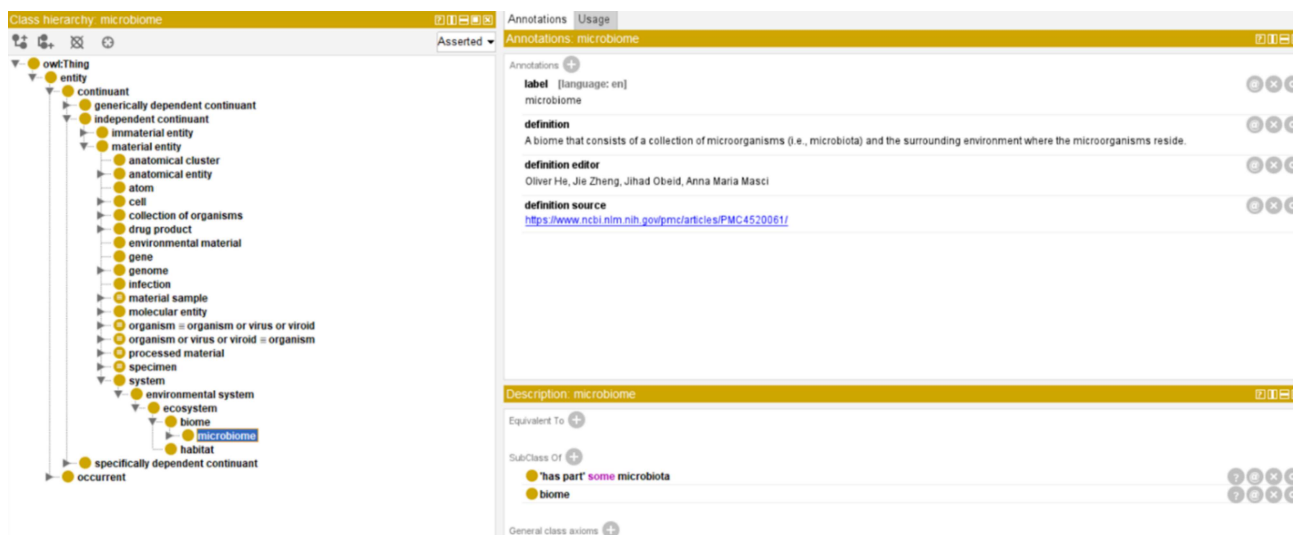 Class hierarchy: microbiome
Asserted
owl:Thing
entity
continuant
generically dependent continuant
independent continuant
immaterial entity
material entity
anatomical cluster
anatomical entity
atom
cell
collection of organisms
drug product
environmental material
gene
genome
infection
material sample
molecular entity
organism ≡ organism or virus or viroid
organism or virus or viroid ≡ organism
processed material
specimen
system
environmental system
ecosystem
biome
microbiome
habitat
specifically dependent continuant
occurrent
Annotations Usage
Annotations: microbiome
Annotations
label [language: en]
microbiome
definition
A biome that consists of a collection of microorganisms (i.e., microbiota) and the surrounding environment where the microorganisms reside.
definition editor
Oliver He, Jie Zheng, Jihad Obeid, Anna Maria Masci
definition source
https://www.ncbi.nlm.nih.gov/pmc/articles/PMC4520061/
Description: microbiome
Equivalent To
SubClass Of
'has part' some microbiota
biome
General class axioms